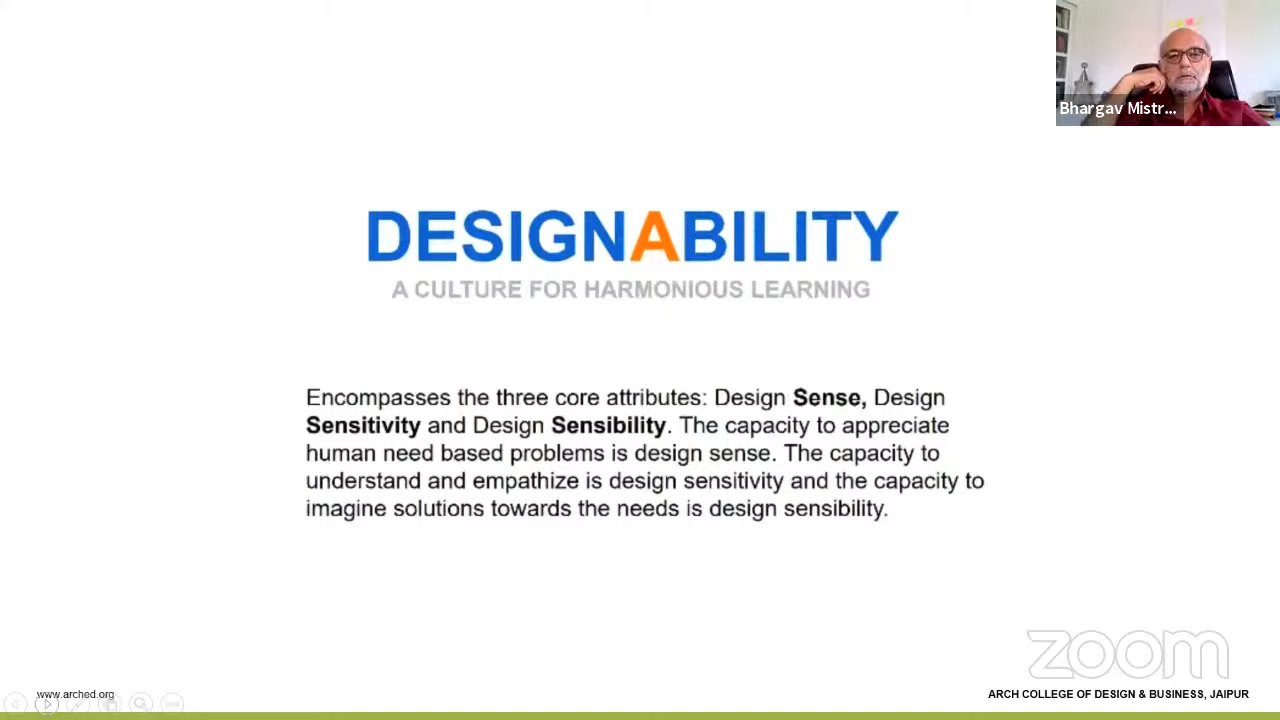 Bhargav Mistr...
DESIGNABILITY
A CULTURE FOR HARMONIOUS LEARNING
Encompasses the three core attributes: Design Sense, Design
Sensitivity and Design Sensibility. The capacity to appreciate
human need based problems is design sense. The capacity to
understand and empathize is design sensitivity and the capacity to
imagine solutions towards the needs is design sensibility.
zoom
www.arched.org
ARCH COLLEGE OF DESIGN & BUSINESS, JAIPUR